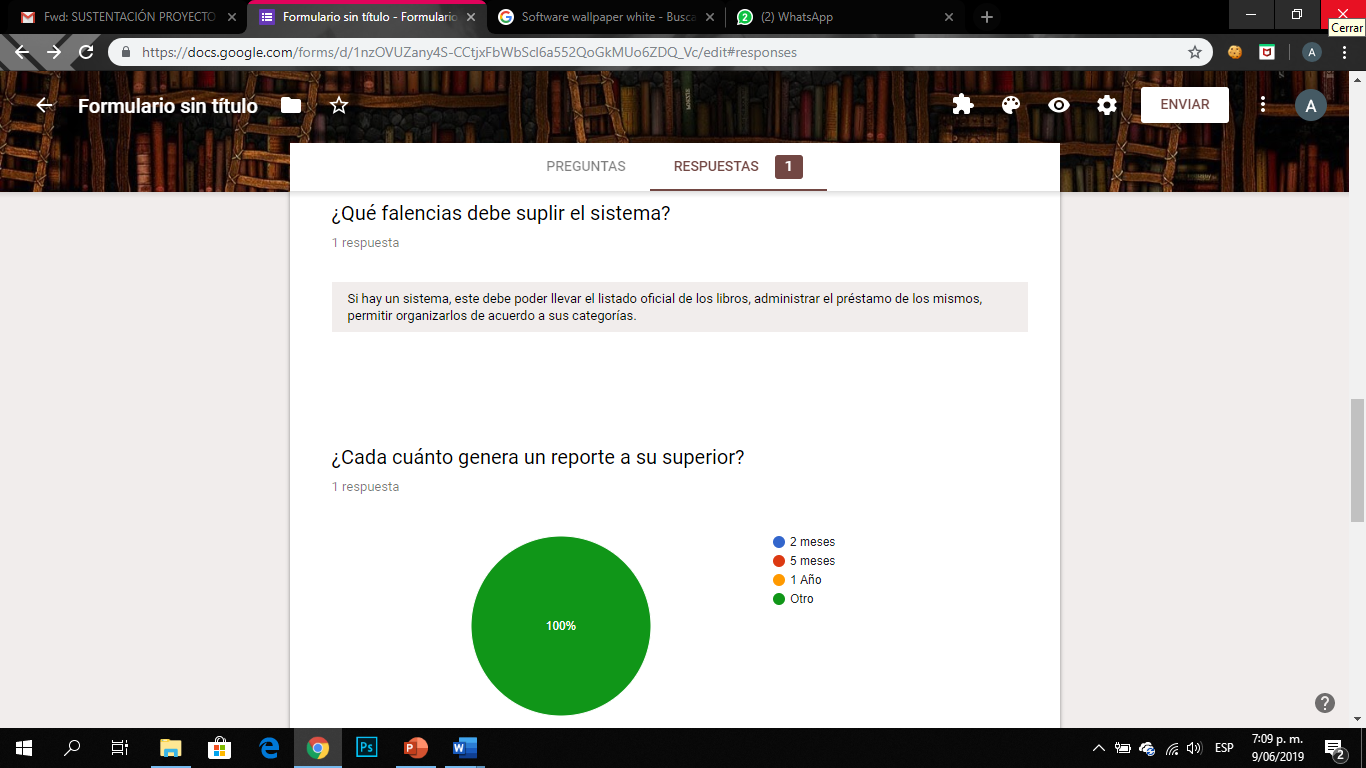 Fwd: SUSTENTACIÓN PROYECTO
Formulario sin título - Formulario
Software wallpaper white - Busca
2 (2) WhatsApp
Cerrar
https://docs.google.com/forms/d/1nzOVUZany4S-CCtjxFbWbScl6a552QoGkMUo6ZDQ_Vc/edit#responses
A
Formulario sin título
ENVIAR
A
PREGUNTAS
RESPUESTAS 1
¿Qué falencias debe suplir el sistema?
1 respuesta
Si hay un sistema, este debe poder llevar el listado oficial de los libros, administrar el préstamo de los mismos,
permitir organizarlos de acuerdo a sus categorías.
¿Cada cuánto genera un reporte a su superior?
1 respuesta
2 meses
5 meses
1 Año
Otro
100%
?
Ps
P
W
ESP
7:09 p. m.
9/06/2019
2